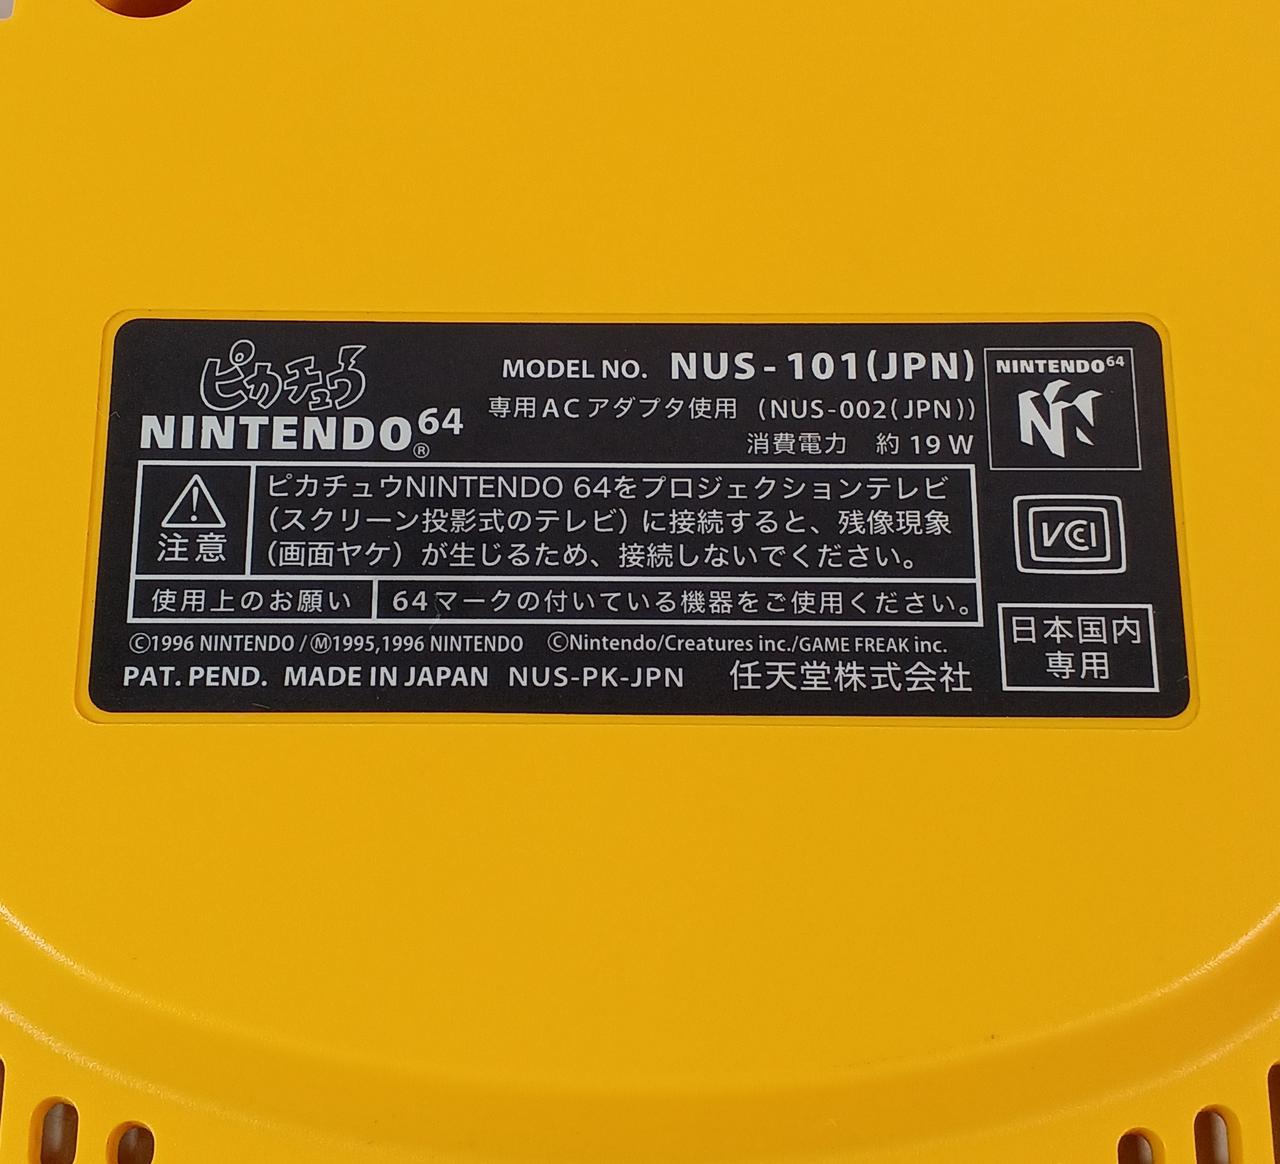 ピカチュウ
NINTENDO64®
MODEL NO. NUS-101(JPN)
専用ACアダプタ使用 (NUS-002(JPN))
消費電力 約19W
NINTENDO64
注意
ピカチュウNINTENDO 64をプロジェクションテレビ
(スクリーン投影式のテレビ)に接続すると、残像現象
(画面ヤケ)が生じるため、接続しないでください。
VCCI
使用上のお願い
64マークの付いている機器をご使用ください。
©1996 NINTENDO/Ⓜ1995,1996 NINTENDO ©Nintendo/Creatures inc./GAME FREAK inc.
PAT. PEND. MADE IN JAPAN NUS-PK-JPN 任天堂株式会社
日本国内
専用